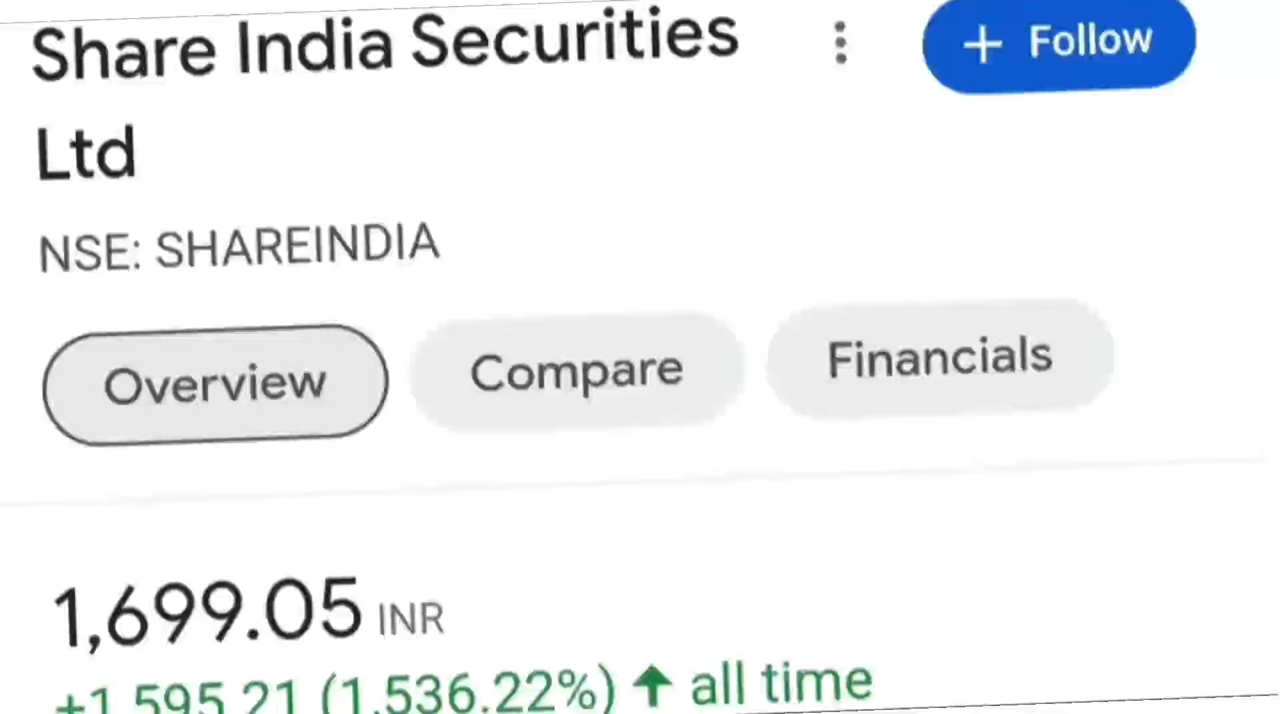 Share India Securities
Ltd
+ Follow
NSE: SHAREINDIA
Overview
Compare
Financials
1,699.05 INR
+1,595.21 (1,536.22%) ↑ all time